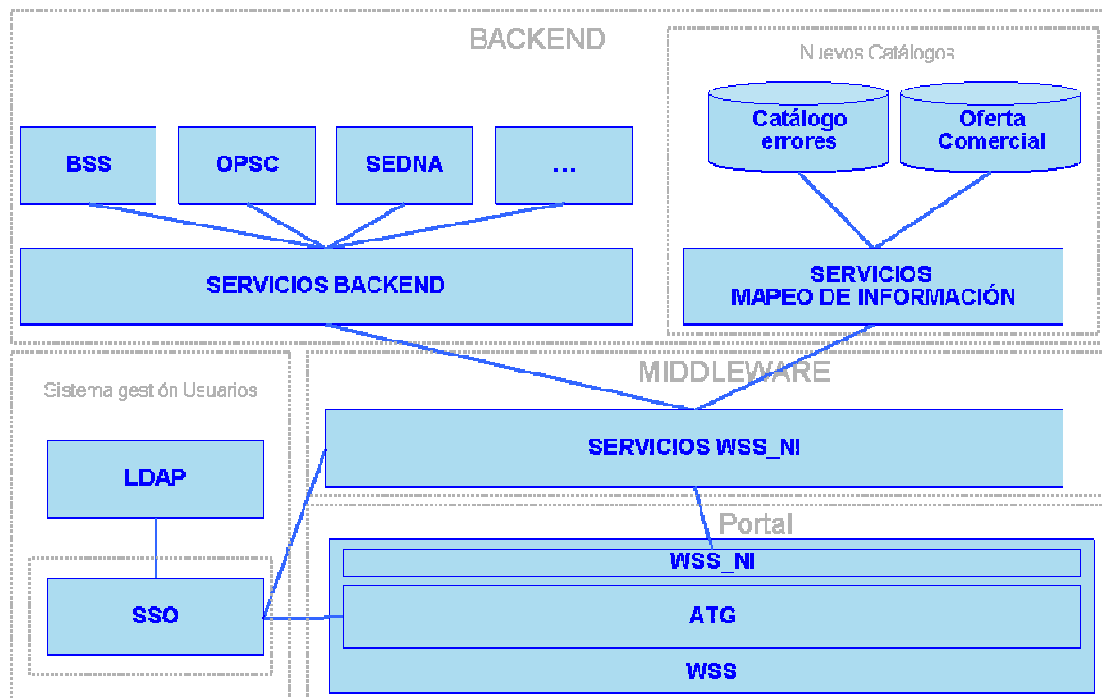 BACKEND
Nuevos Catálogos
Catálogo
errores
Oferta
Comercial
BSS
OPSC
SEDNA
...
SERVICIOS BACKEND
SERVICIOS
MAPEO DE INFORMACIÓN
MIDDLEWARE
Sistema gestión Usuarios
SERVICIOS WSS_NI
LDAP
Portal
WSS_NI
SSO
ATG
WSS